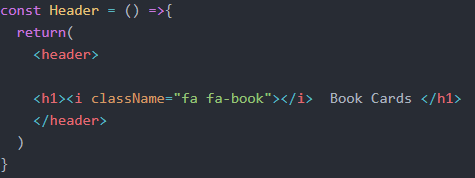 const Header = () =>{
return(
<header>
<h1><i className="fa fa-book"></i>  Book Cards </h1>
</header>
)
}